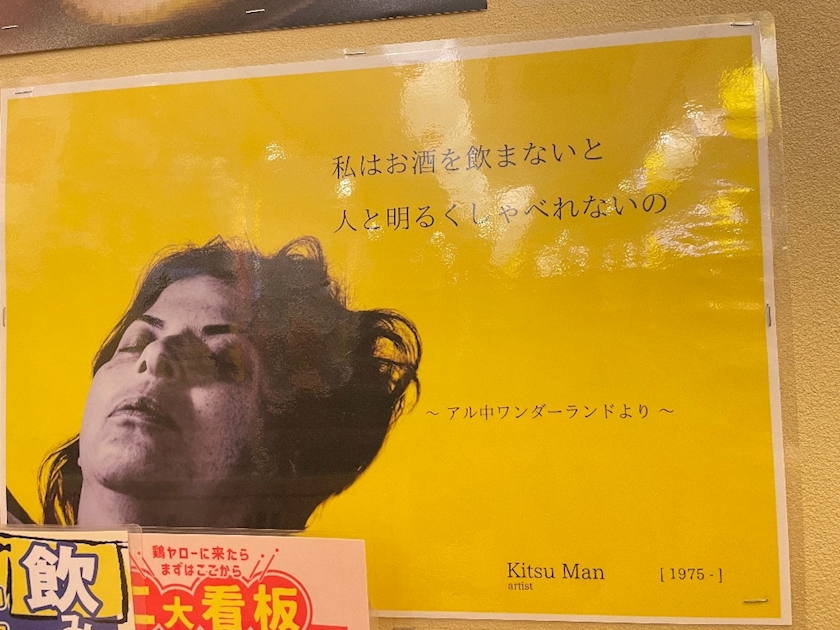 私はお酒を飲まないと
人と明るくしゃべれないの
～ アル中ワンダーランドより ～
Kitsu Man
artist
[ 1975 - ]
鶏ヤローに来たら
まずはここから
二大看板
飲み